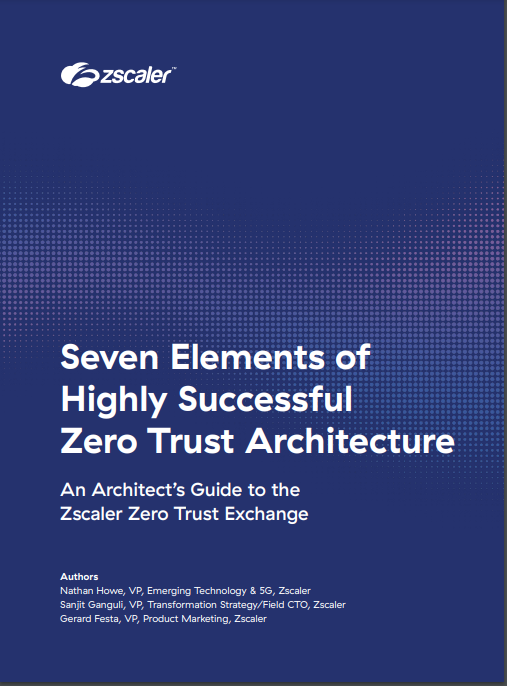 zscaler™
Seven Elements of
Highly Successful
Zero Trust Architecture
An Architect's Guide to the
Zscaler Zero Trust Exchange
Authors
Nathan Howe, VP, Emerging Technology & 5G, Zscaler
Sanjit Ganguli, VP, Transformation Strategy/Field CTO, Zscaler
Gerard Festa, VP, Product Marketing, Zscaler